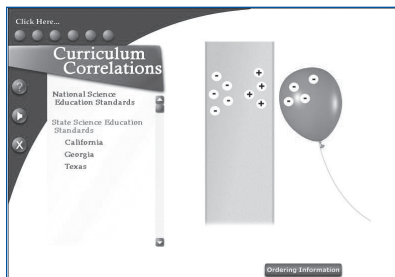 Click Here...
Curriculum
Correlations
National Science
Education Standards
State Science Education
Standards
California
Georgia
Texas
?
X
- - - - - -
+ + + + +
- - - -
Ordering Information